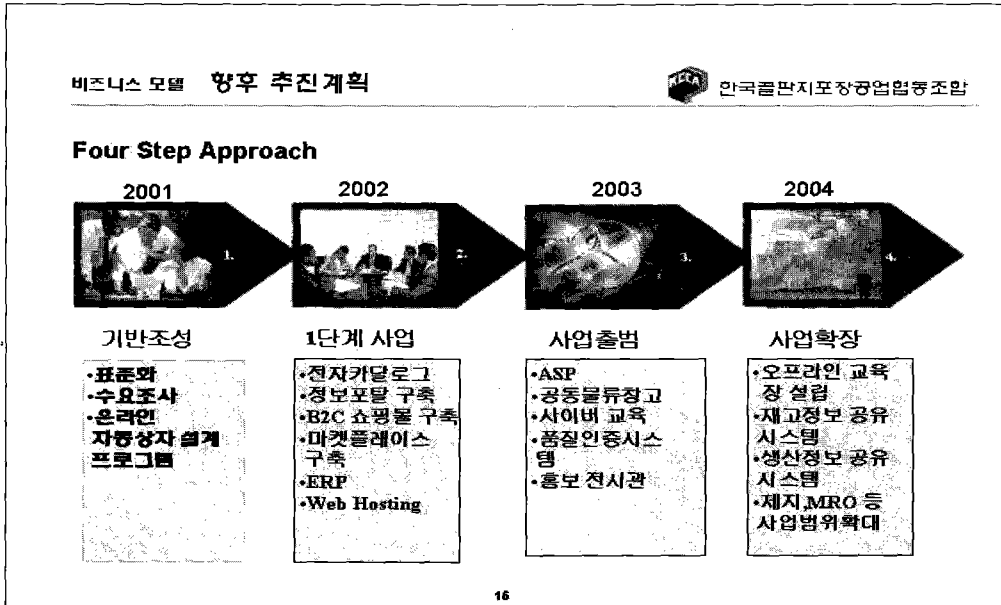 비즈니스 모델 향후 추진계획
KCCA 한국골판지포장공업협동조합
Four Step Approach
2001 2002 2003 2004
1. 2. 3. 4.
기반조성
•표준화
•수요조사
•온라인
자동상자 설계
프로그램
1단계 사업
•전자카달로그
•정보포탈 구축
•B2C 쇼핑몰 구축
•마켓플레이스
구축
•ERP
•Web Hosting
사업출범
•ASP
•공동물류창고
•사이버 교육
•품질인증시스
템
•홍보 전시관
사업확장
•오프라인 교육
장 설립
•재고정보 공유
시스템
•생산정보 공유
시스템
•제지,MRO 등
사업범위확대
16